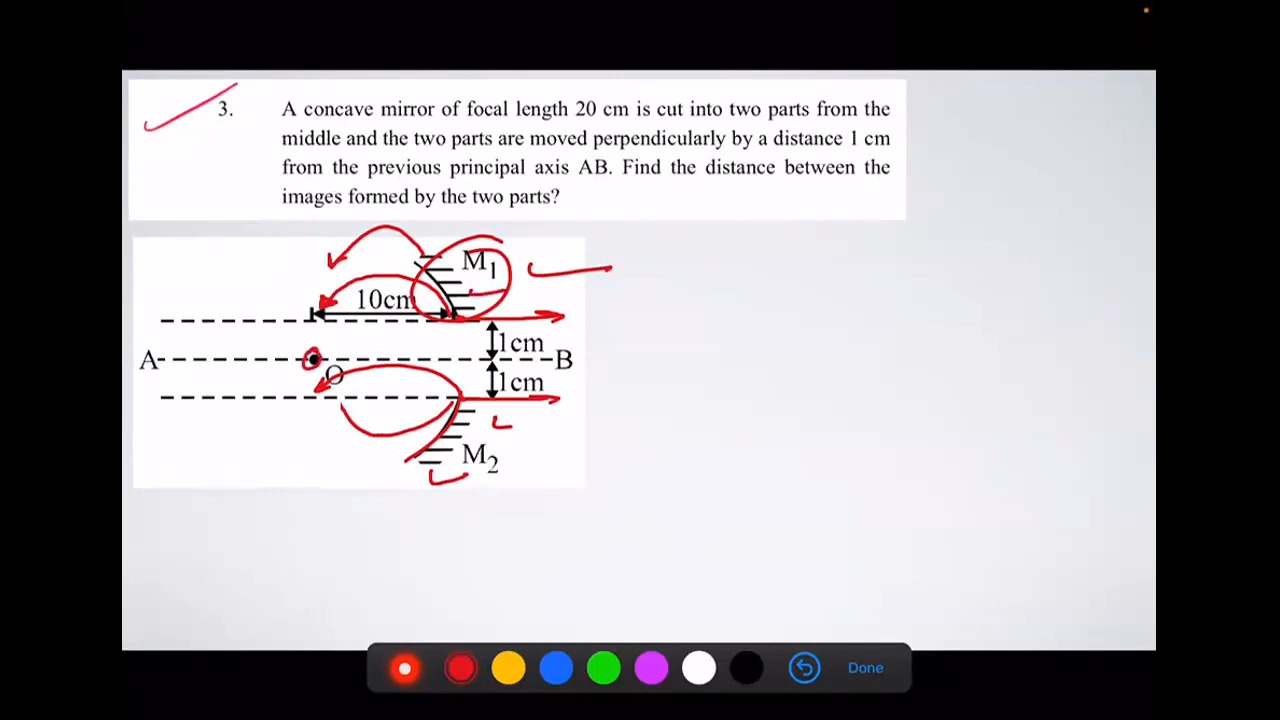 3. A concave mirror of focal length 20 cm is cut into two parts from the
middle and the two parts are moved perpendicularly by a distance 1 cm
from the previous principal axis AB. Find the distance between the
images formed by the two parts?
M1
10cm
1cm
A B
O
1cm
M2
Done